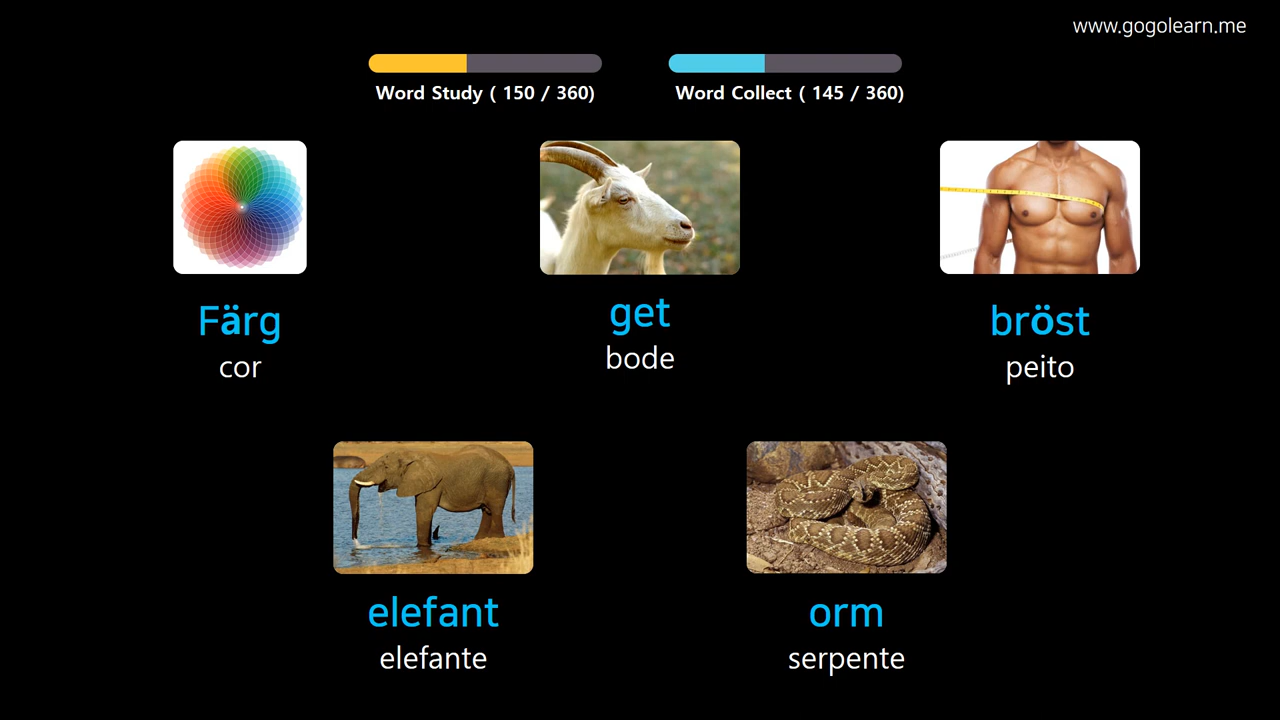 www.gogolearn.me
Word Study ( 150 / 360)
Word Collect ( 145 / 360)
Färg
cor
get
bode
bröst
peito
elefant
elefante
orm
serpente